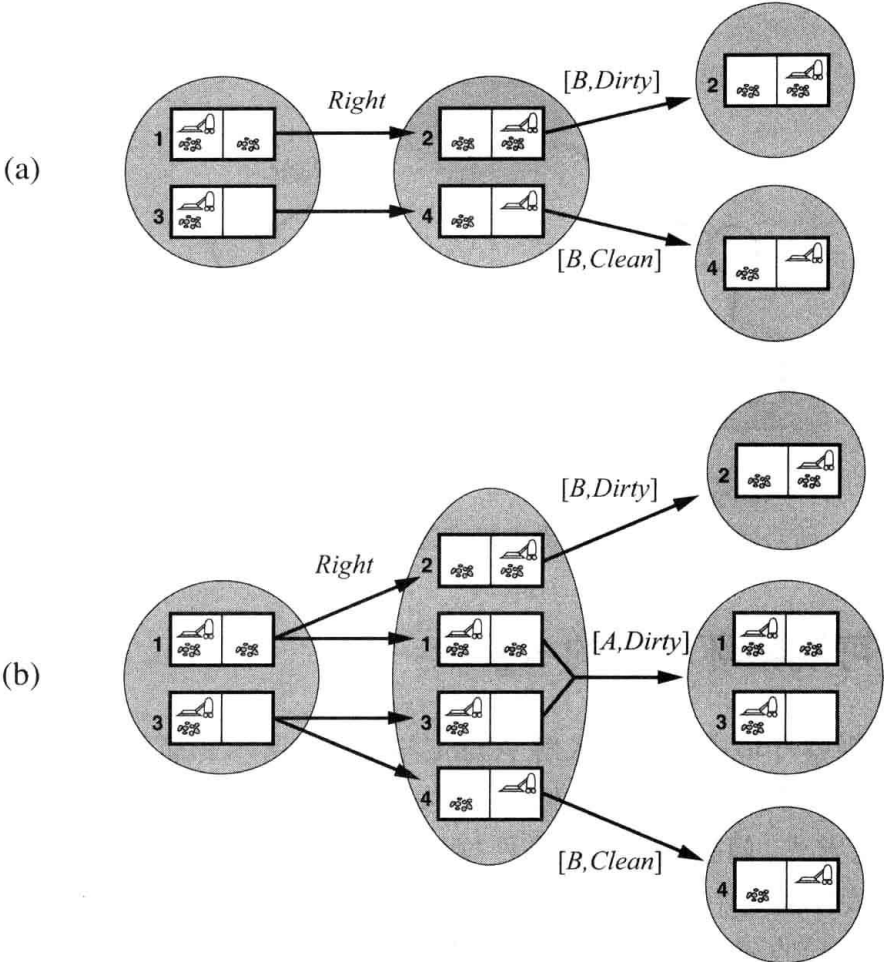 (a)
1
3
Right
2
4
[B,Dirty]
[B,Clean]
2
4
(b)
1
3
Right
2
1
3
4
[B,Dirty]
[A,Dirty]
[B,Clean]
2
1
3
4